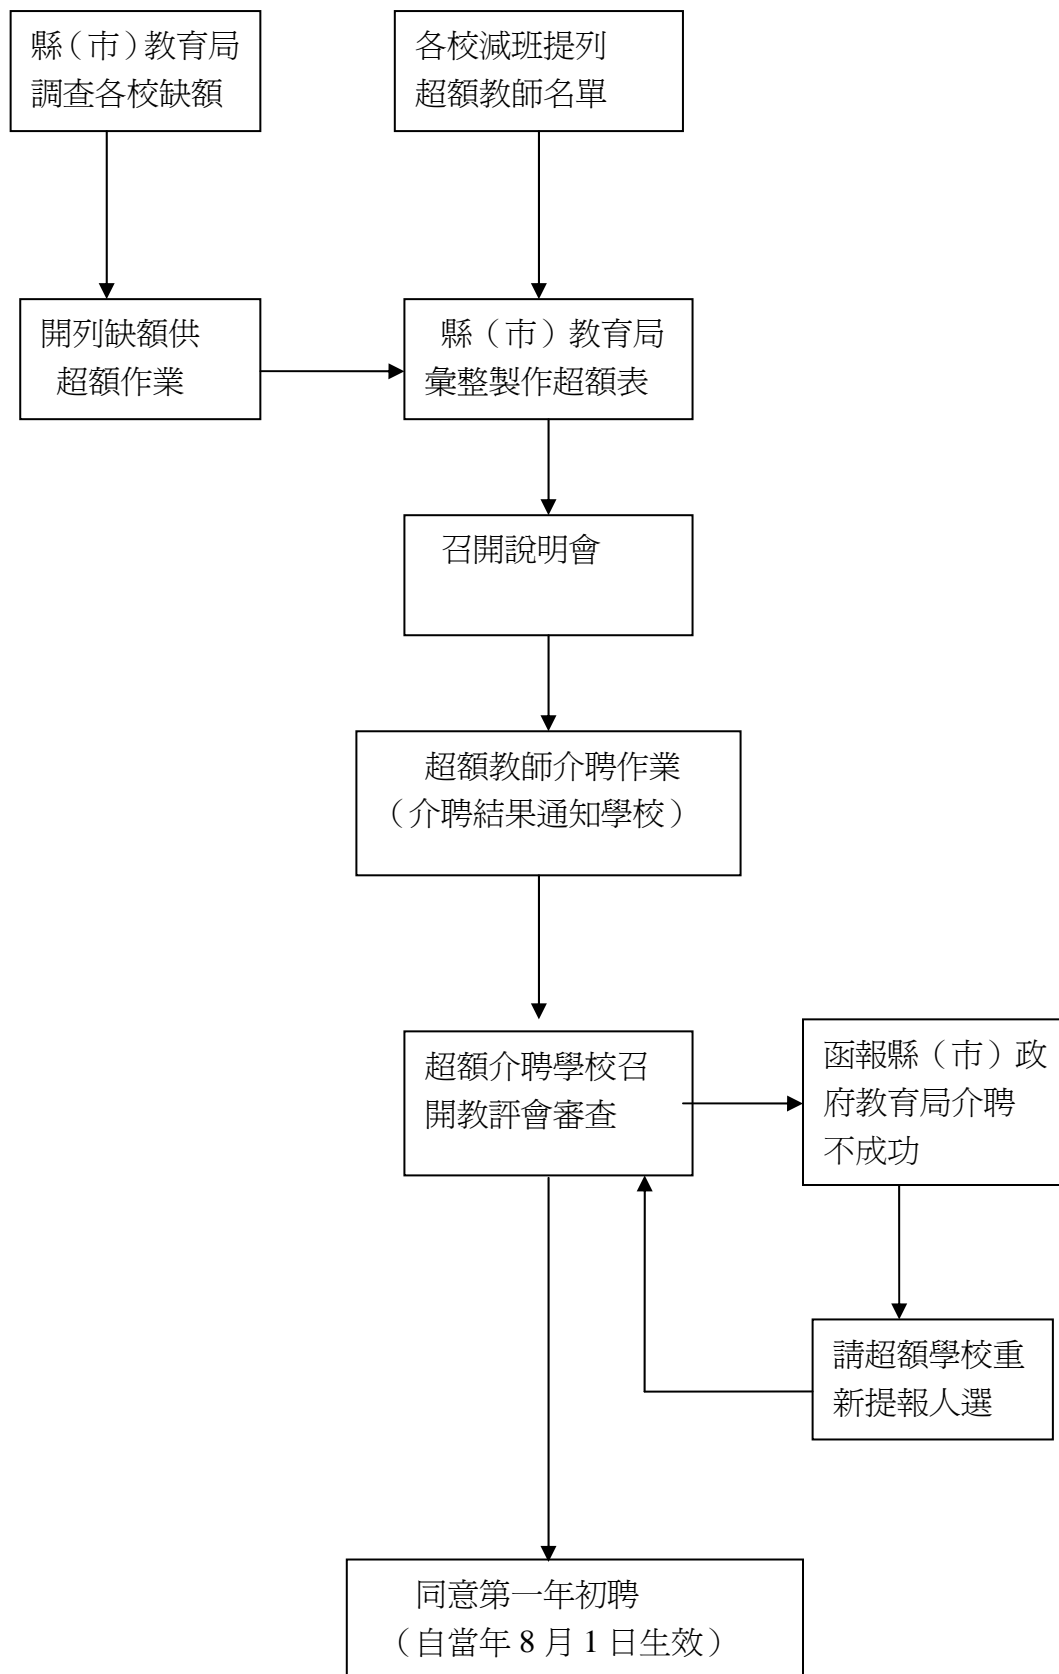 縣（市）教育局
調查各校缺額
各校減班提列
超額教師名單
開列缺額供
超額作業
縣（市）教育局
彙整製作超額表
召開說明會
超額教師介聘作業
（介聘結果通知學校）
超額介聘學校召
開教評會審查
函報縣（市）政
府教育局介聘
不成功
請超額學校重
新提報人選
同意第一年初聘
（自當年 8 月 1 日生效）